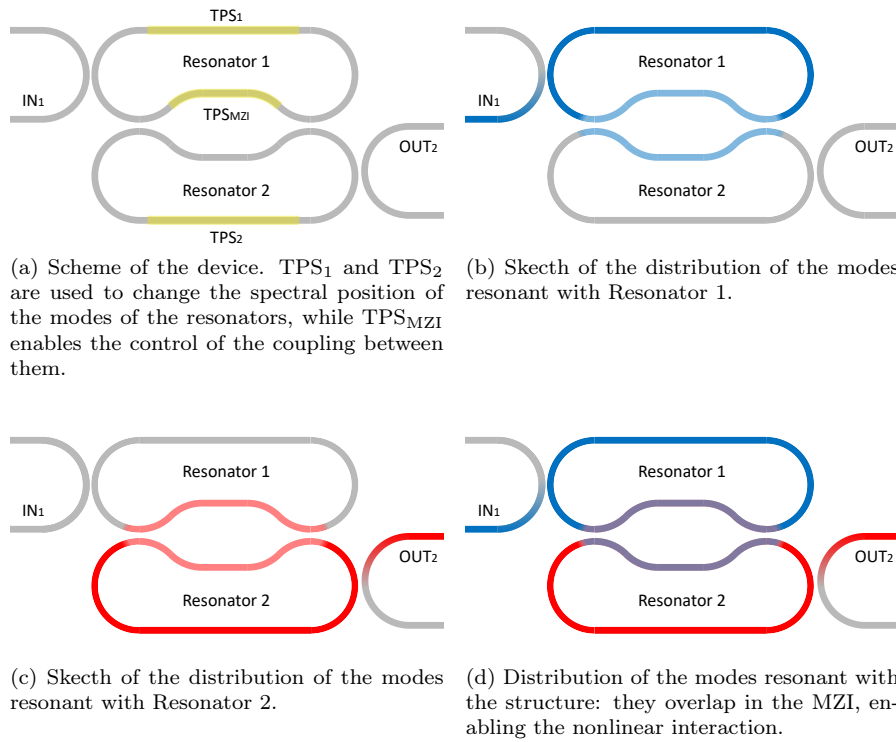 TPS1
Resonator 1
IN1
TPSMZI
OUT2
Resonator 2
TPS2
(a) Scheme of the device. TPS1 and TPS2
are used to change the spectral position of
the modes of the resonators, while TPSMZI
enables the control of the coupling between
them.
Resonator 1
IN1
OUT2
Resonator 2
(b) Skecth of the distribution of the modes
resonant with Resonator 1.
Resonator 1
IN1
OUT2
Resonator 2
(c) Skecth of the distribution of the modes
resonant with Resonator 2.
Resonator 1
IN1
OUT2
Resonator 2
(d) Distribution of the modes resonant with
the structure: they overlap in the MZI, en-
abling the nonlinear interaction.